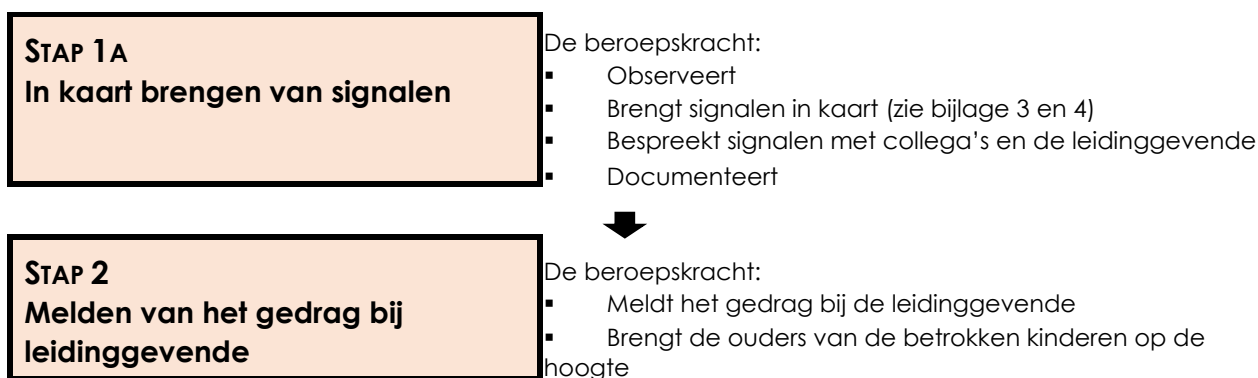 STAP 1A
In kaart brengen van signalen
De beroepskracht:
▪ Observeert
▪ Brengt signalen in kaart (zie bijlage 3 en 4)
▪ Bespreekt signalen met collega's en de leidinggevende
▪ Documenteert
STAP 2
Melden van het gedrag bij
leidinggevende
De beroepskracht:
▪ Meldt het gedrag bij de leidinggevende
▪ Brengt de ouders van de betrokken kinderen op de
hoogte